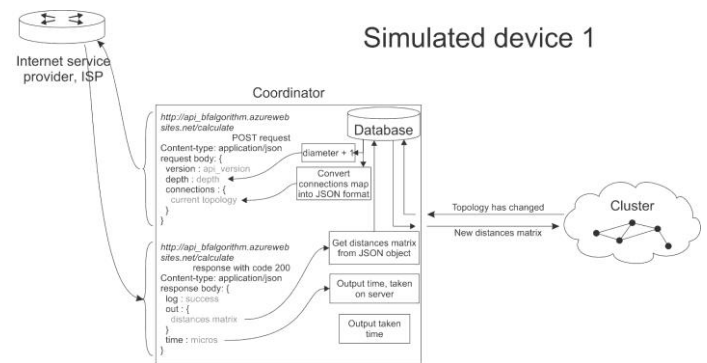 Simulated device 1
Internet service
provider, ISP
Coordinator
http://api_bfalgorithm.azureweb
sites.net/calculate
POST request
Content-type: application/json
request body: {
version : api_version
depth : depth
connections : {
current topology
}
}
Database
diameter + 1
Convert
connections map
into JSON format
Topology has changed
New distances matrix
Cluster
http://api_bfalgorithm.azureweb
sites.net/calculate
response with code 200
Content-type: application/json
response body: {
log : success
out : {
distances matrix
}
time : micros
}
Get distances matrix
from JSON object
Output time, taken
on server
Output taken
time